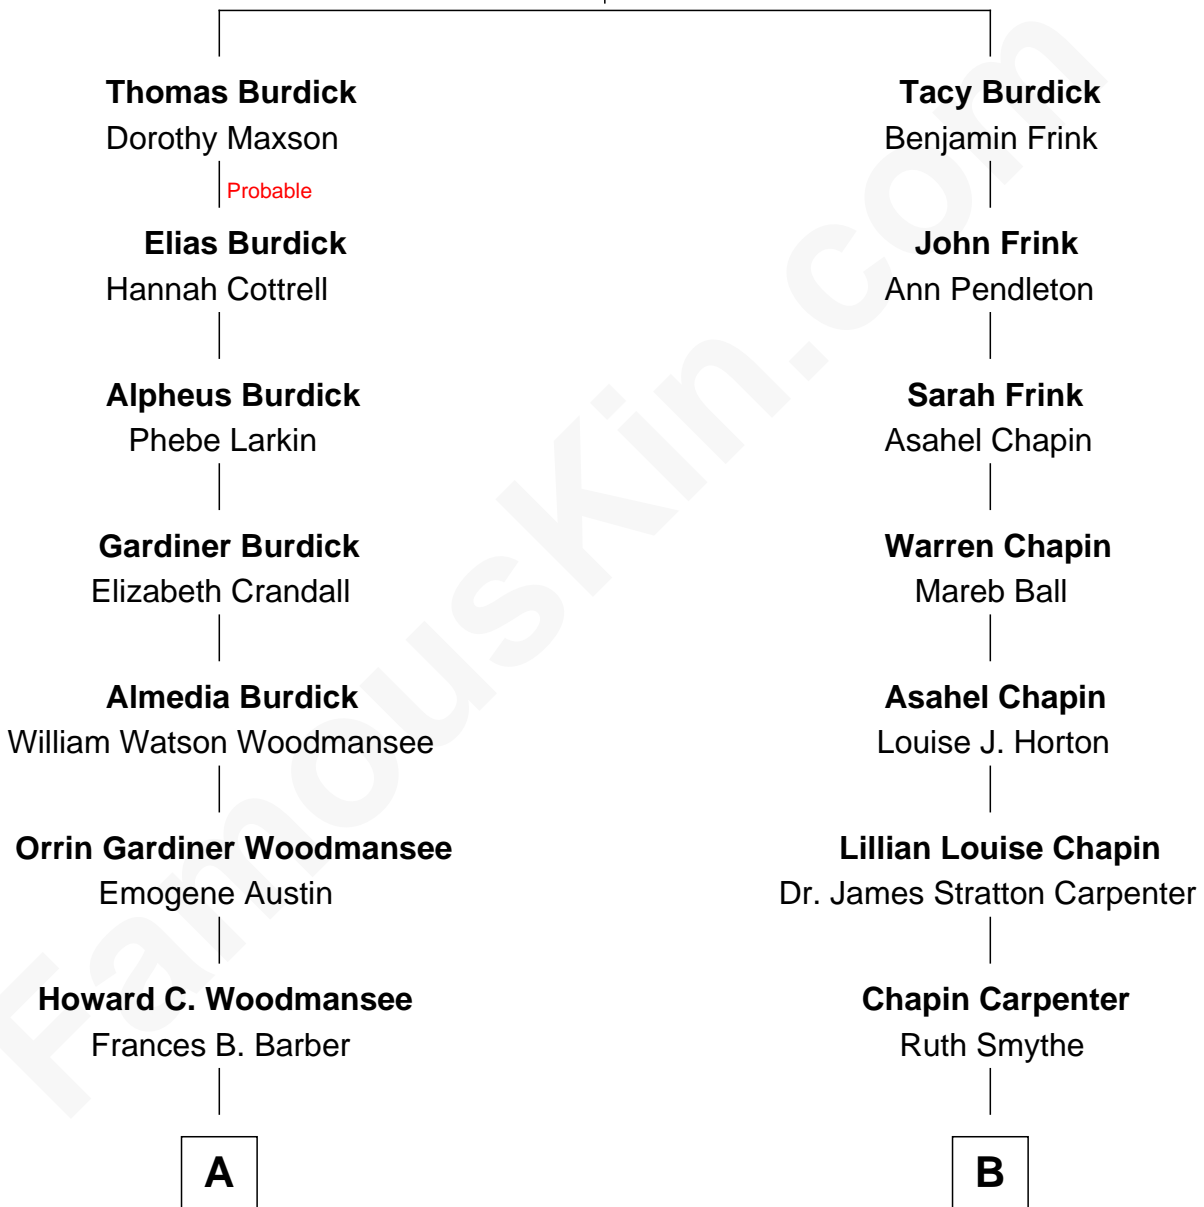 Thomas Burdick
Dorothy Maxson
Probable
Elias Burdick
Hannah Cottrell
Alpheus Burdick
Phebe Larkin
Gardiner Burdick
Elizabeth Crandall
Almedia Burdick
William Watson Woodmansee
Orrin Gardiner Woodmansee
Emogene Austin
Howard C. Woodmansee
Frances B. Barber
A
Tacy Burdick
Benjamin Frink
John Frink
Ann Pendleton
Sarah Frink
Asahel Chapin
Warren Chapin
Mareb Ball
Asahel Chapin
Louise J. Horton
Lillian Louise Chapin
Dr. James Stratton Carpenter
Chapin Carpenter
Ruth Smythe
B
FamousKin.com